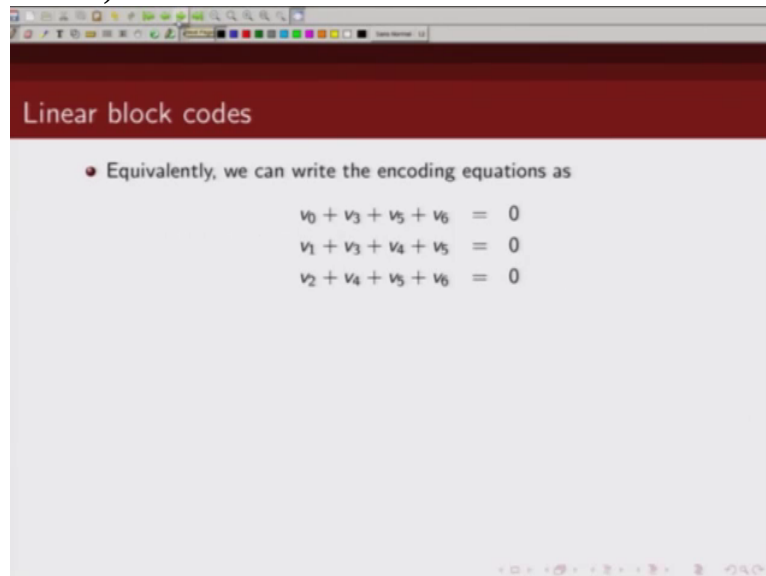 Linear block codes
Equivalently, we can write the encoding equations as
v₀ + v₃ + v₅ + v₆ = 0
v₁ + v₃ + v₄ + v₅ = 0
v₂ + v₄ + v₅ + v₆ = 0